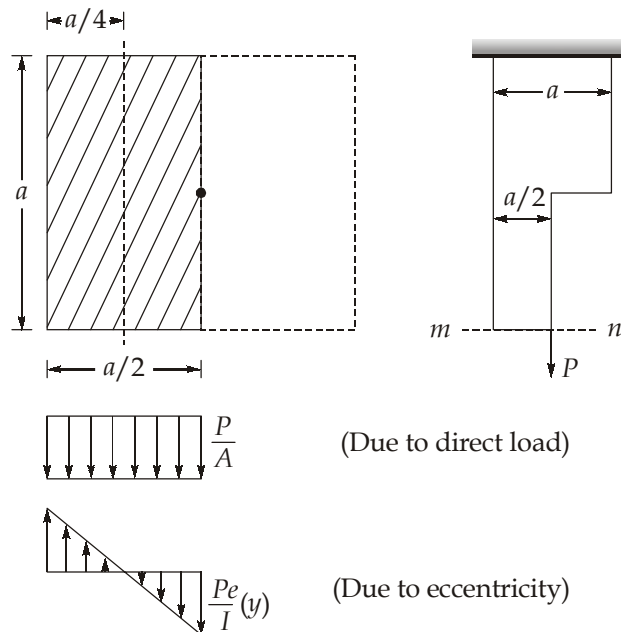 a/4
a
a
a/2
m n
a/2
P
P/A (Due to direct load)
Pe/I (y) (Due to eccentricity)